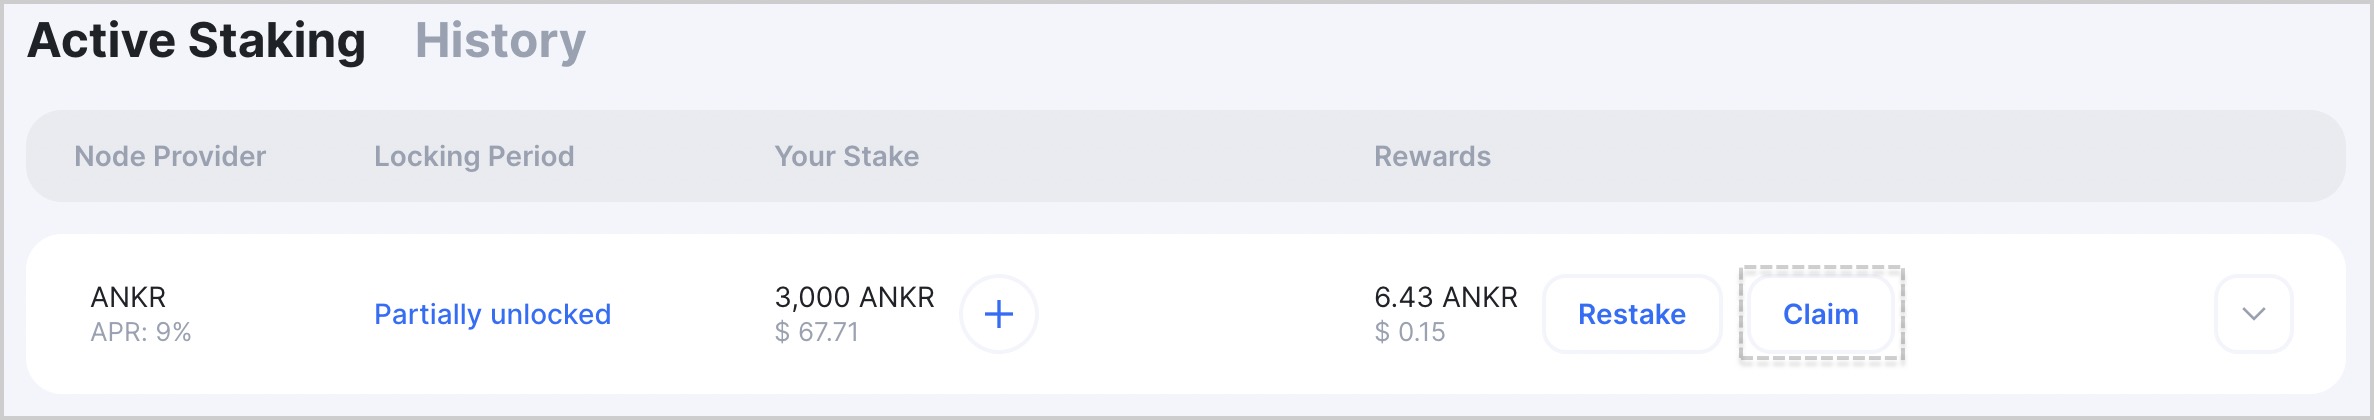 Active Staking History
Node Provider Locking Period Your Stake Rewards
ANKR
APR: 9%
Partially unlocked
3,000 ANKR
$ 67.71
6.43 ANKR
$ 0.15
Restake
Claim